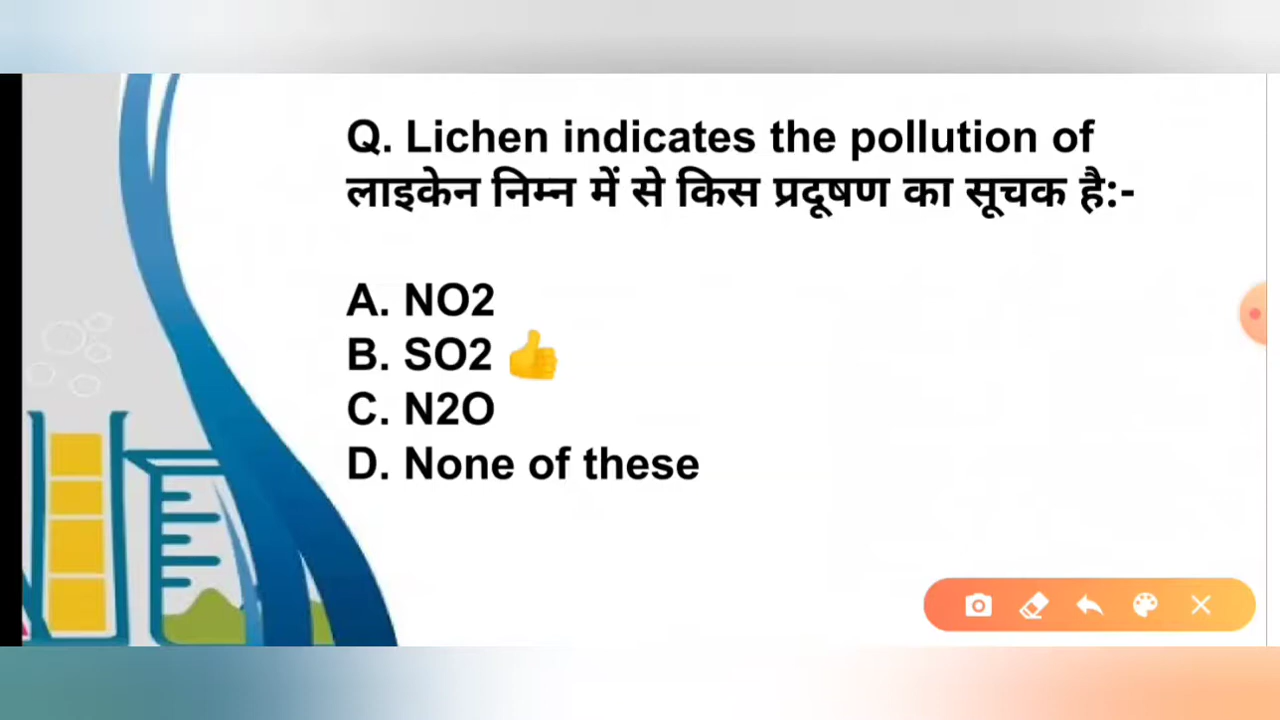 Q. Lichen indicates the pollution of
लाइकेन निम्न में से किस प्रदूषण का सूचक है:-
A. NO2
B. SO2 👍
C. N2O
D. None of these